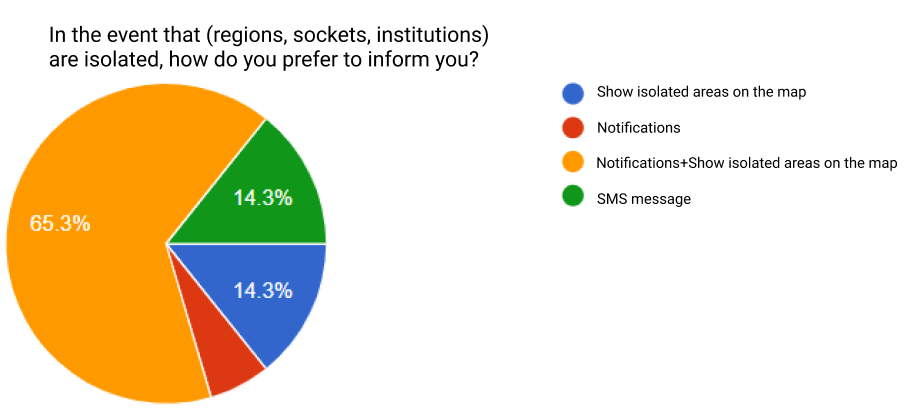 In the event that (regions, sockets, institutions)
are isolated, how do you prefer to inform you?
Show isolated areas on the map
Notifications
Notifications+Show isolated areas on the map
SMS message
14.3%
65.3%
14.3%